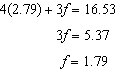 4(2.79) + 3f = 16.53
3f = 5.37
f = 1.79